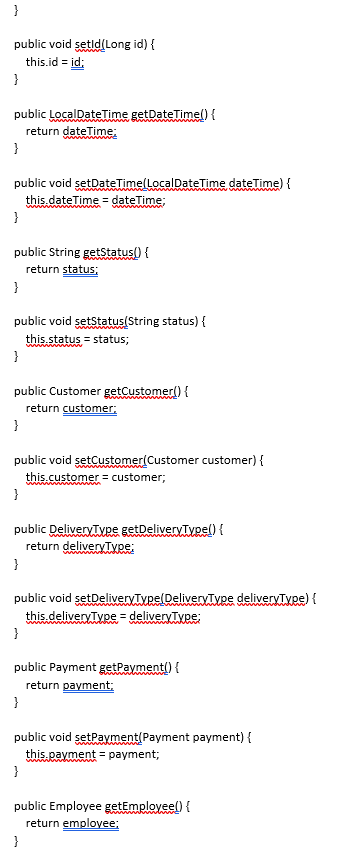 }
public void setId(Long id) {
this.id = id;
}
public LocalDateTime getDateTime() {
return dateTime;
}
public void setDateTime(LocalDateTime dateTime) {
this.dateTime = dateTime;
}
public String getStatus() {
return status;
}
public void setStatus(String status) {
this.status = status;
}
public Customer getCustomer() {
return customer;
}
public void setCustomer(Customer customer) {
this.customer = customer;
}
public DeliveryType getDeliveryType() {
return deliveryType;
}
public void setDeliveryType(DeliveryType deliveryType) {
this.deliveryType = deliveryType;
}
public Payment getPayment() {
return payment;
}
public void setPayment(Payment payment) {
this.payment = payment;
}
public Employee getEmployee() {
return employee;
}